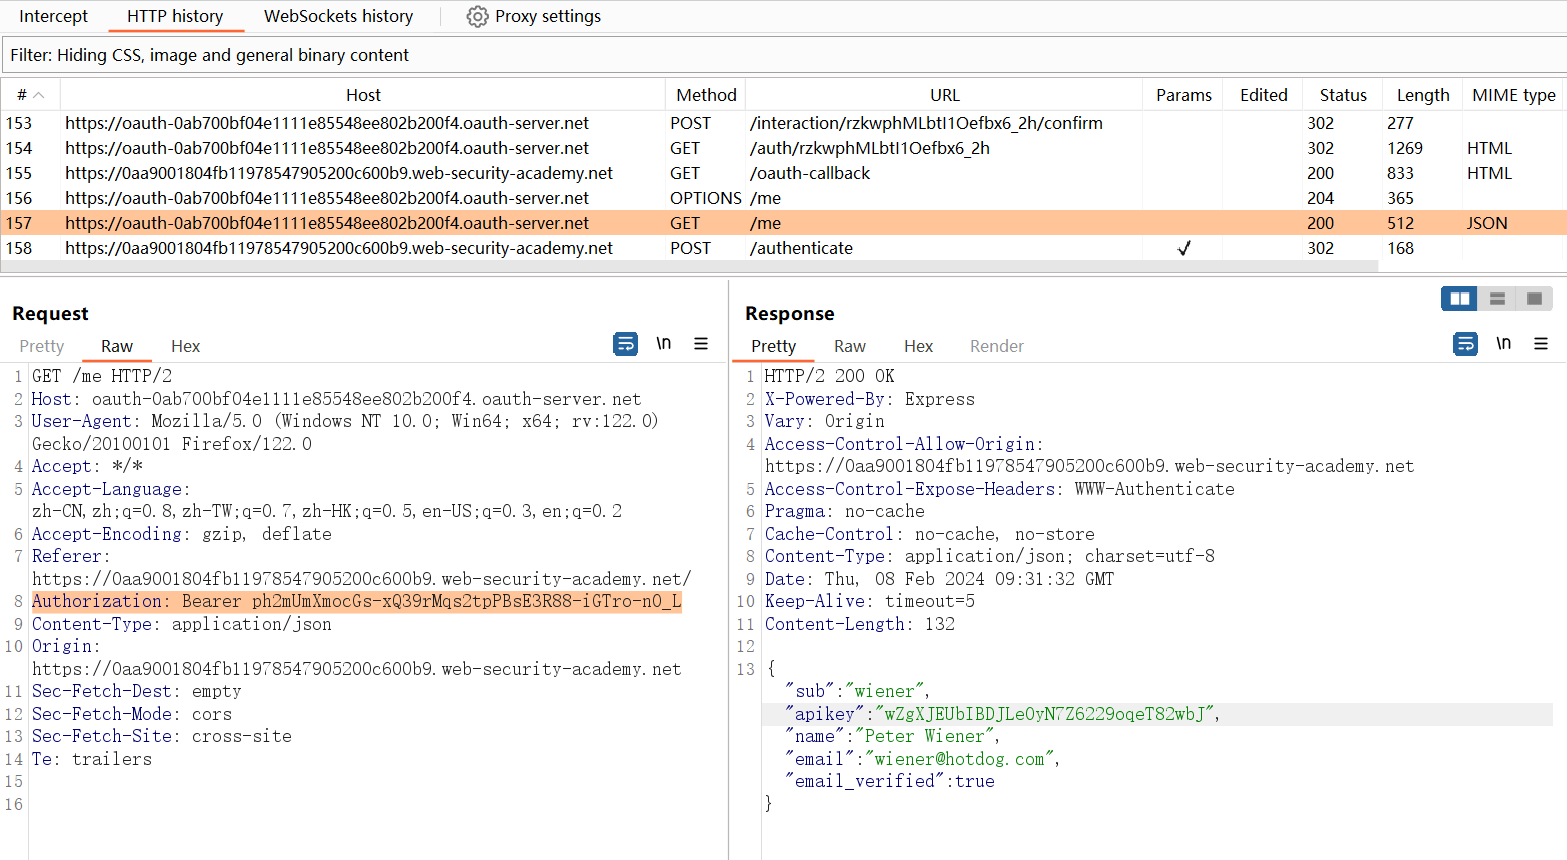 Intercept HTTP history WebSockets history Proxy settings
Filter: Hiding CSS, image and general binary content
# Host Method URL Params Edited Status Length MIME type
153 https://oauth-0ab700bf04e1111e85548ee802b200f4.oauth-server.net POST /interaction/rzkwphMLbtI1Oefbx6_2h/confirm 302 277
154 https://oauth-0ab700bf04e1111e85548ee802b200f4.oauth-server.net GET /auth/rzkwphMLbtI1Oefbx6_2h 302 1269 HTML
155 https://0aa9001804fb11978547905200c600b9.web-security-academy.net GET /oauth-callback 200 833 HTML
156 https://oauth-0ab700bf04e1111e85548ee802b200f4.oauth-server.net OPTIONS /me 204 365
157 https://oauth-0ab700bf04e1111e85548ee802b200f4.oauth-server.net GET /me 200 512 JSON
158 https://0aa9001804fb11978547905200c600b9.web-security-academy.net POST /authenticate ✓ 302 168
Request
Pretty Raw Hex \n
1 GET /me HTTP/2
2 Host: oauth-0ab700bf04e1111e85548ee802b200f4.oauth-server.net
3 User-Agent: Mozilla/5.0 (Windows NT 10.0; Win64; x64; rv:122.0)
Gecko/20100101 Firefox/122.0
4 Accept: */*
5 Accept-Language:
zh-CN,zh;q=0.8,zh-TW;q=0.7,zh-HK;q=0.5,en-US;q=0.3,en;q=0.2
6 Accept-Encoding: gzip, deflate
7 Referer:
https://0aa9001804fb11978547905200c600b9.web-security-academy.net/
8 Authorization: Bearer ph2mUmXmocGs-xQ39rMqs2tpPBsE3R88-iGTro-n0_L
9 Content-Type: application/json
10 Origin:
https://0aa9001804fb11978547905200c600b9.web-security-academy.net
11 Sec-Fetch-Dest: empty
12 Sec-Fetch-Mode: cors
13 Sec-Fetch-Site: cross-site
14 Te: trailers
15
16
Response
Pretty Raw Hex Render \n
1 HTTP/2 200 OK
2 X-Powered-By: Express
3 Vary: Origin
4 Access-Control-Allow-Origin:
https://0aa9001804fb11978547905200c600b9.web-security-academy.net
5 Access-Control-Expose-Headers: WWW-Authenticate
6 Pragma: no-cache
7 Cache-Control: no-cache, no-store
8 Content-Type: application/json; charset=utf-8
9 Date: Thu, 08 Feb 2024 09:31:32 GMT
10 Keep-Alive: timeout=5
11 Content-Length: 132
12
13 {
"sub":"wiener",
"apikey":"wZgXJEUbIBDJLe0yN7Z6229oqeT82wbJ",
"name":"Peter Wiener",
"email":"wiener@hotdog.com",
"email_verified":true
}